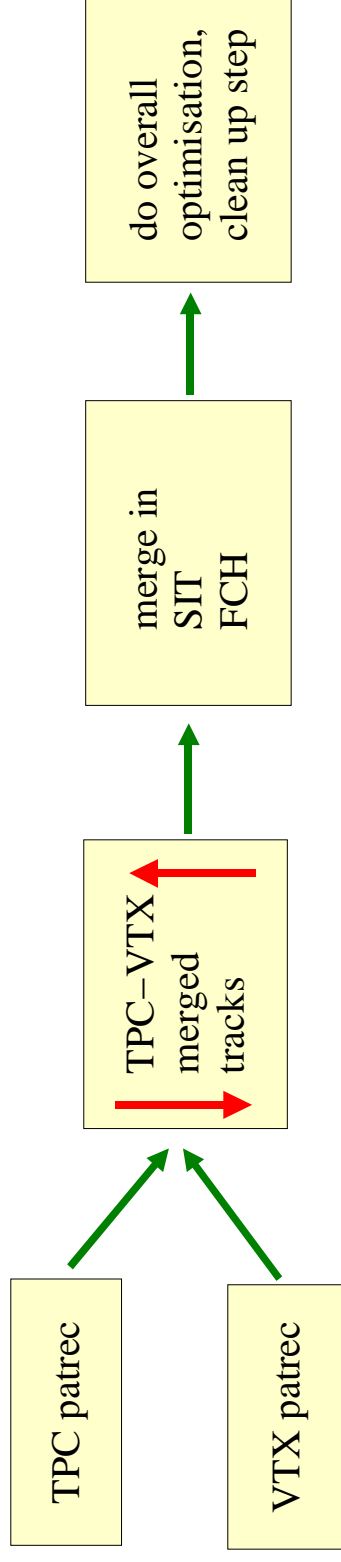 TPC patrec
VTX patrec
TPC–VTX
merged
tracks
merge in
SIT
FCH
do overall
optimisation,
clean up step